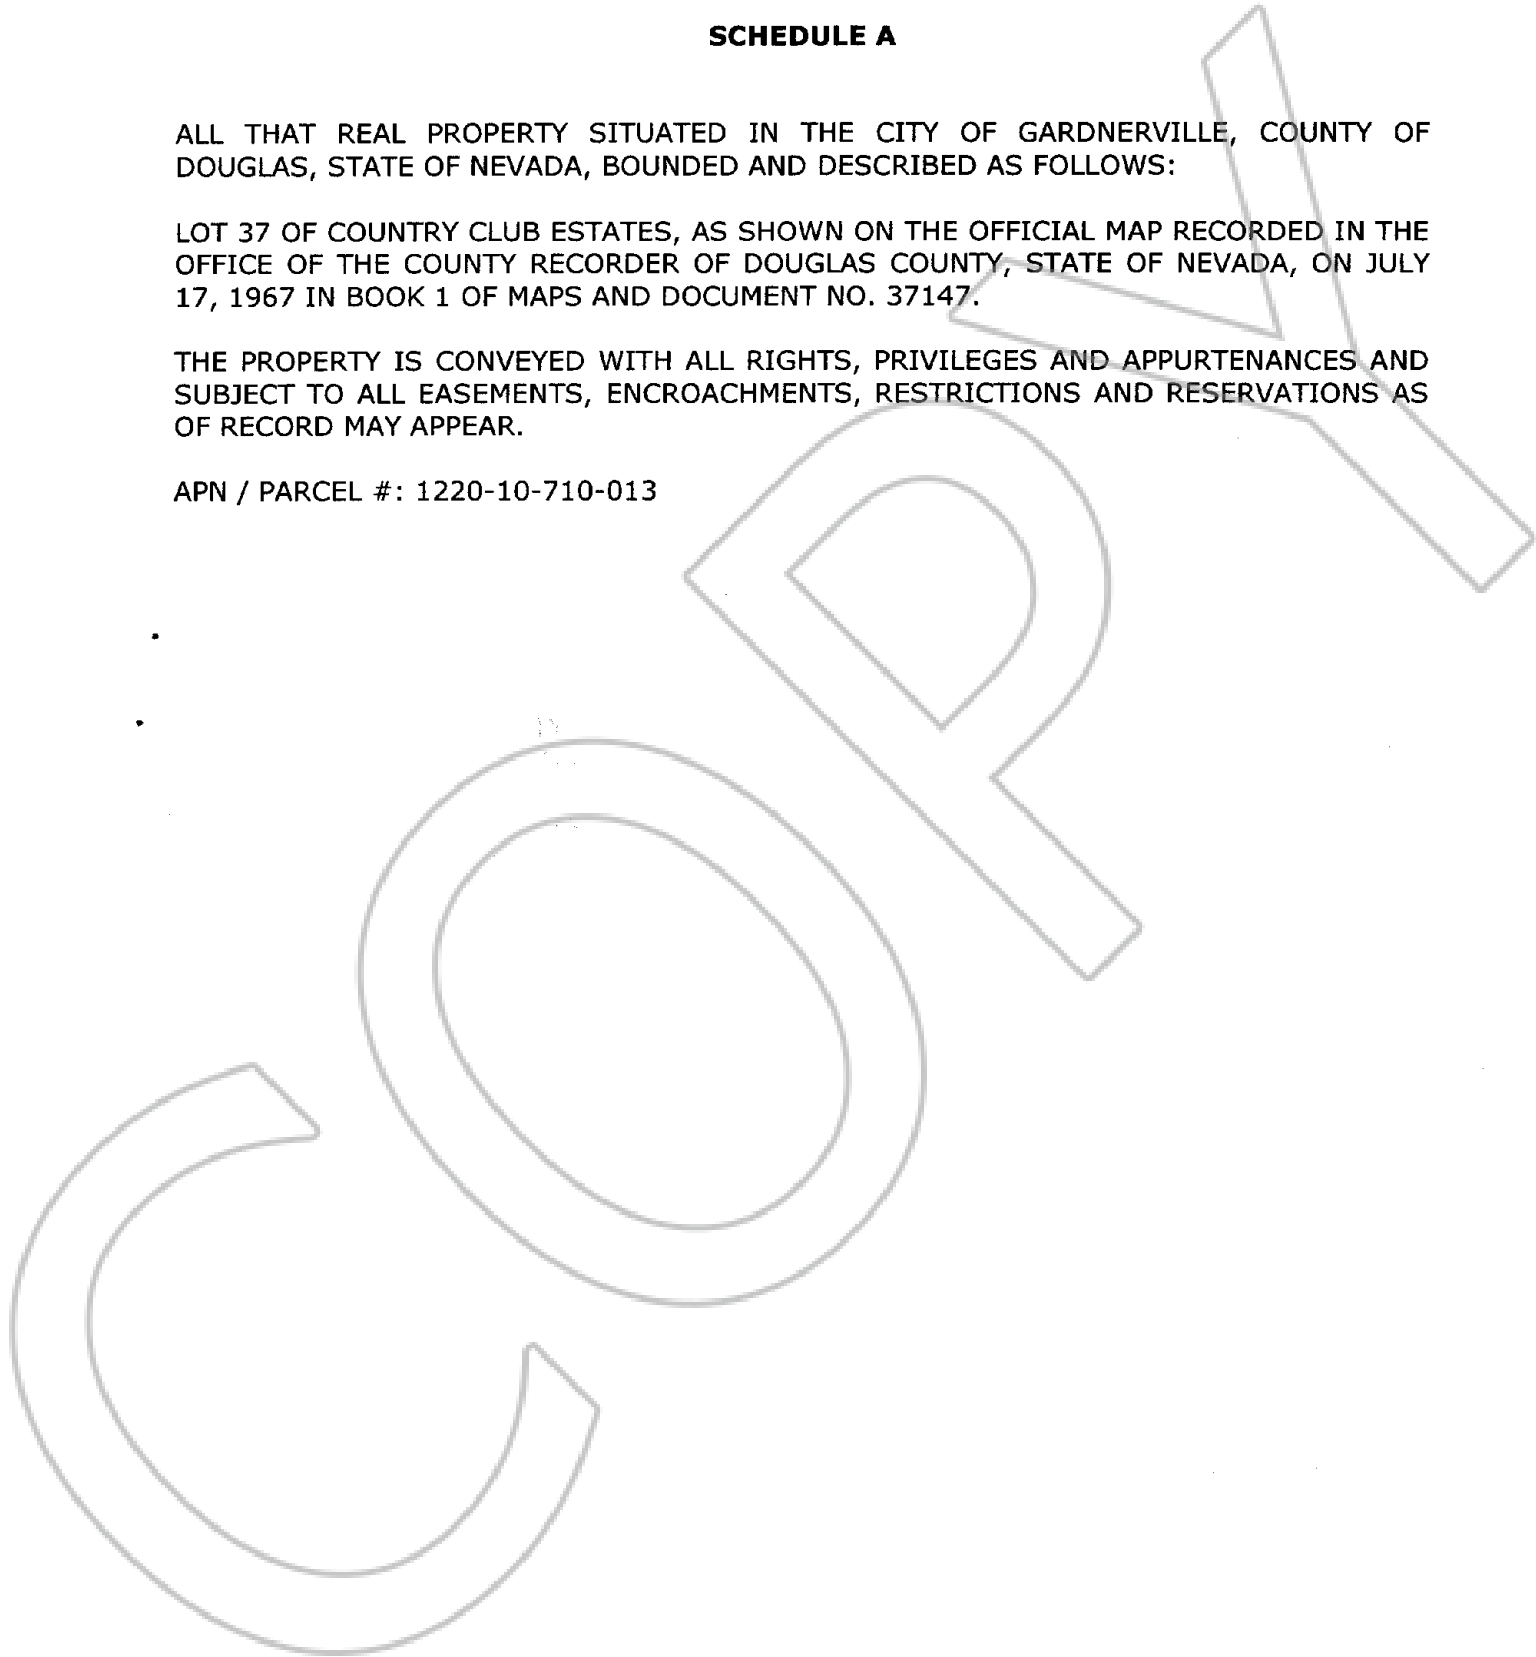 SCHEDULE A
ALL THAT REAL PROPERTY SITUATED IN THE CITY OF GARDNERVILLE, COUNTY OF
DOUGLAS, STATE OF NEVADA, BOUNDED AND DESCRIBED AS FOLLOWS:
LOT 37 OF COUNTRY CLUB ESTATES, AS SHOWN ON THE OFFICIAL MAP RECORDED IN THE
OFFICE OF THE COUNTY RECORDER OF DOUGLAS COUNTY, STATE OF NEVADA, ON JULY
17, 1967 IN BOOK 1 OF MAPS AND DOCUMENT NO. 37147.
THE PROPERTY IS CONVEYED WITH ALL RIGHTS, PRIVILEGES AND APPURTENANCES AND
SUBJECT TO ALL EASEMENTS, ENCROACHMENTS, RESTRICTIONS AND RESERVATIONS AS
OF RECORD MAY APPEAR.
APN / PARCEL #: 1220-10-710-013
COPY